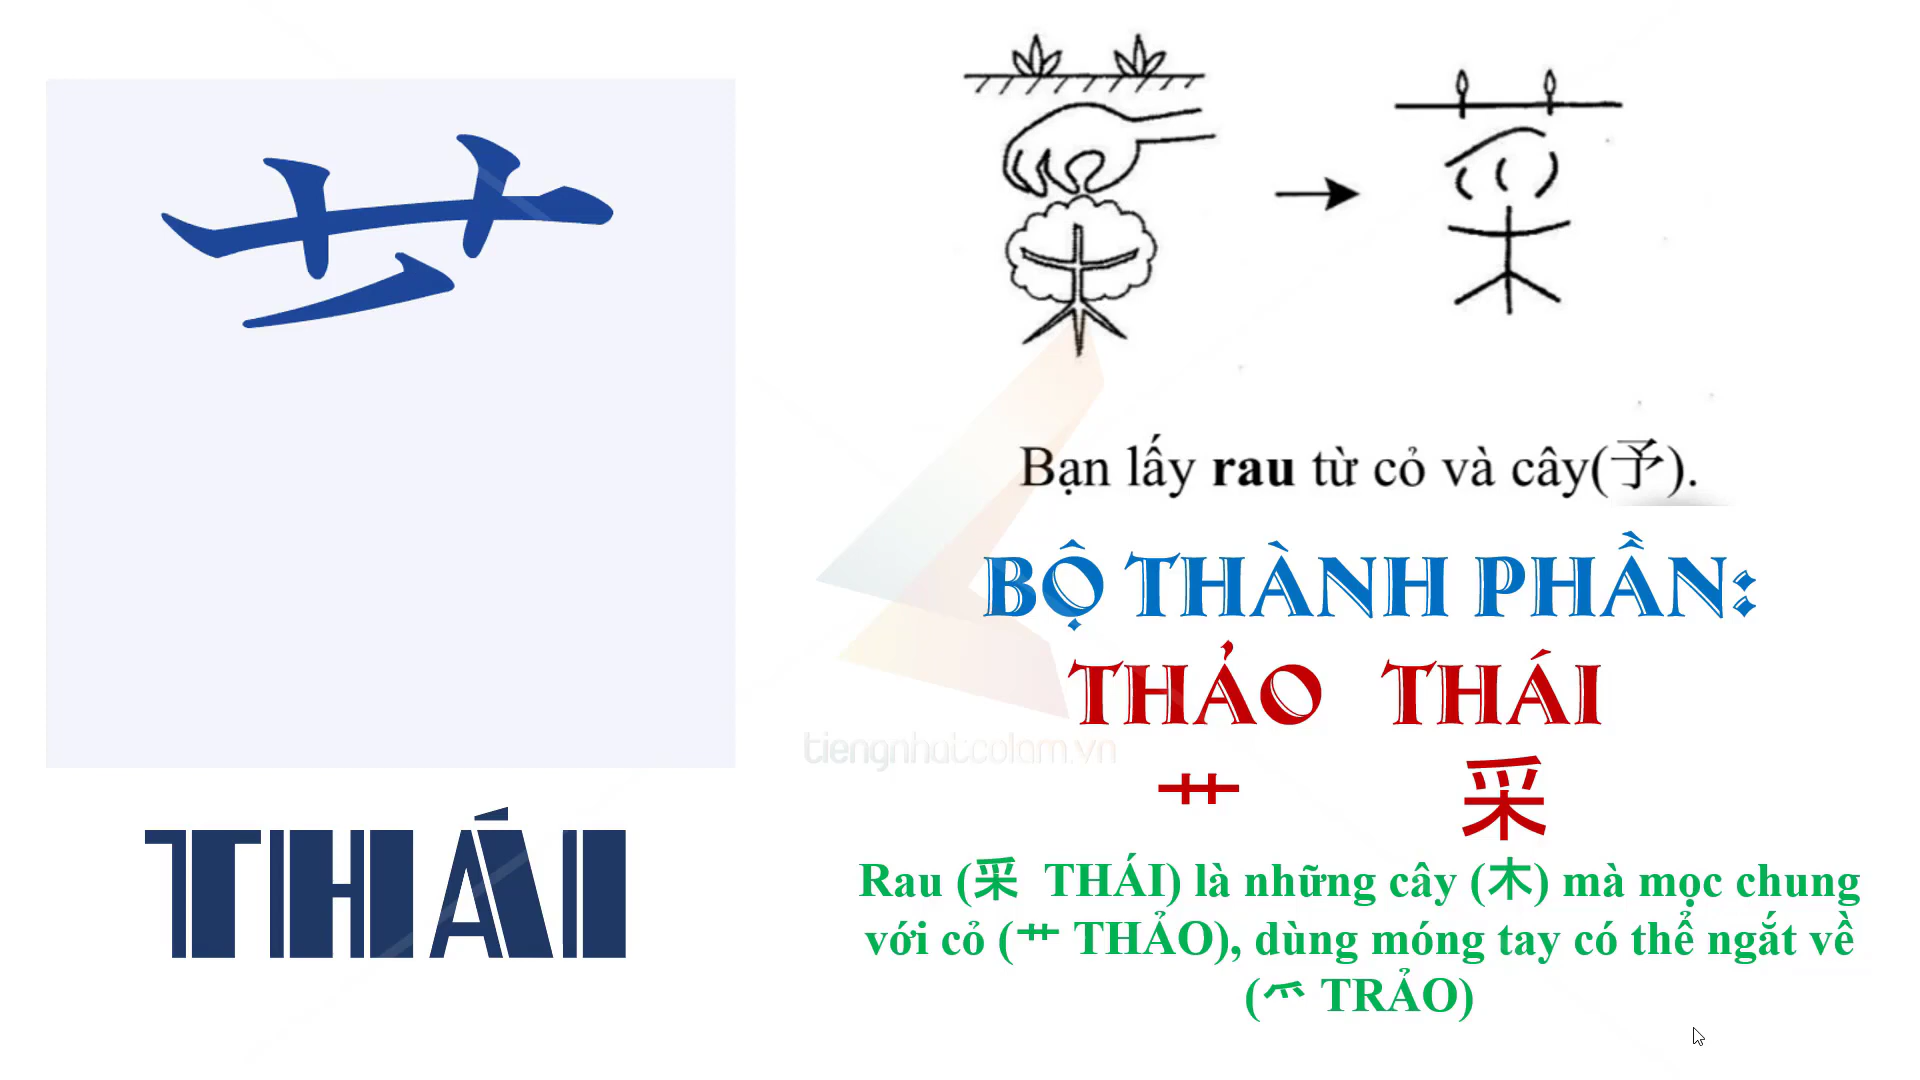 Bạn lấy rau từ cỏ và cây(予).
BỘ THÀNH PHẦN:
THẢO THÁI
艹 采
THÁI
Rau (采 THÁI) là những cây (木) mà mọc chung
với cỏ (艹 THẢO), dùng móng tay có thể ngắt về
(爫 TRẢO)
tiengnhatcolam.vn